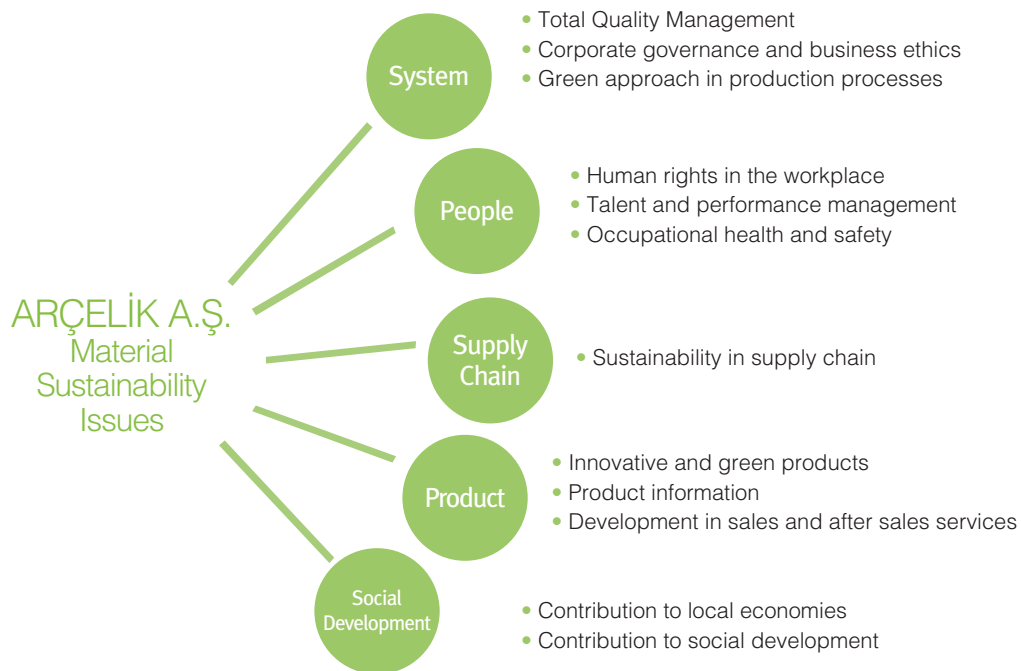 ARÇELİK A.Ş.
Material
Sustainability
Issues
System
• Total Quality Management
• Corporate governance and business ethics
• Green approach in production processes
People
• Human rights in the workplace
• Talent and performance management
• Occupational health and safety
Supply
Chain
• Sustainability in supply chain
Product
• Innovative and green products
• Product information
• Development in sales and after sales services
Social
Development
• Contribution to local economies
• Contribution to social development